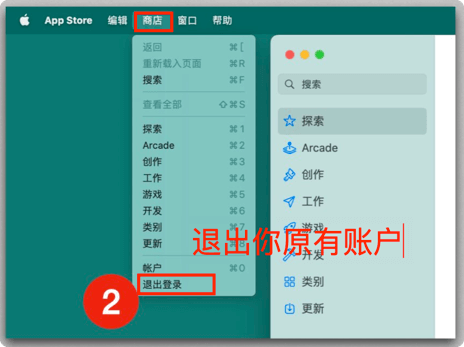 App Store 编辑 商店 窗口 帮助
返回 ⌘[
重新载入页面 ⌘R
搜索 ⌘F
查看全部 ⇧⌘S
探索 ⌘1
Arcade ⌘2
创作 ⌘3
工作 ⌘4
游戏 ⌘5
开发 ⌘6
类别 ⌘7
更新 ⌘8
帐户 ⌘0
退出登录
2
搜索
探索
Arcade
创作
工作
游戏
开发
类别
更新
退出你原有账户